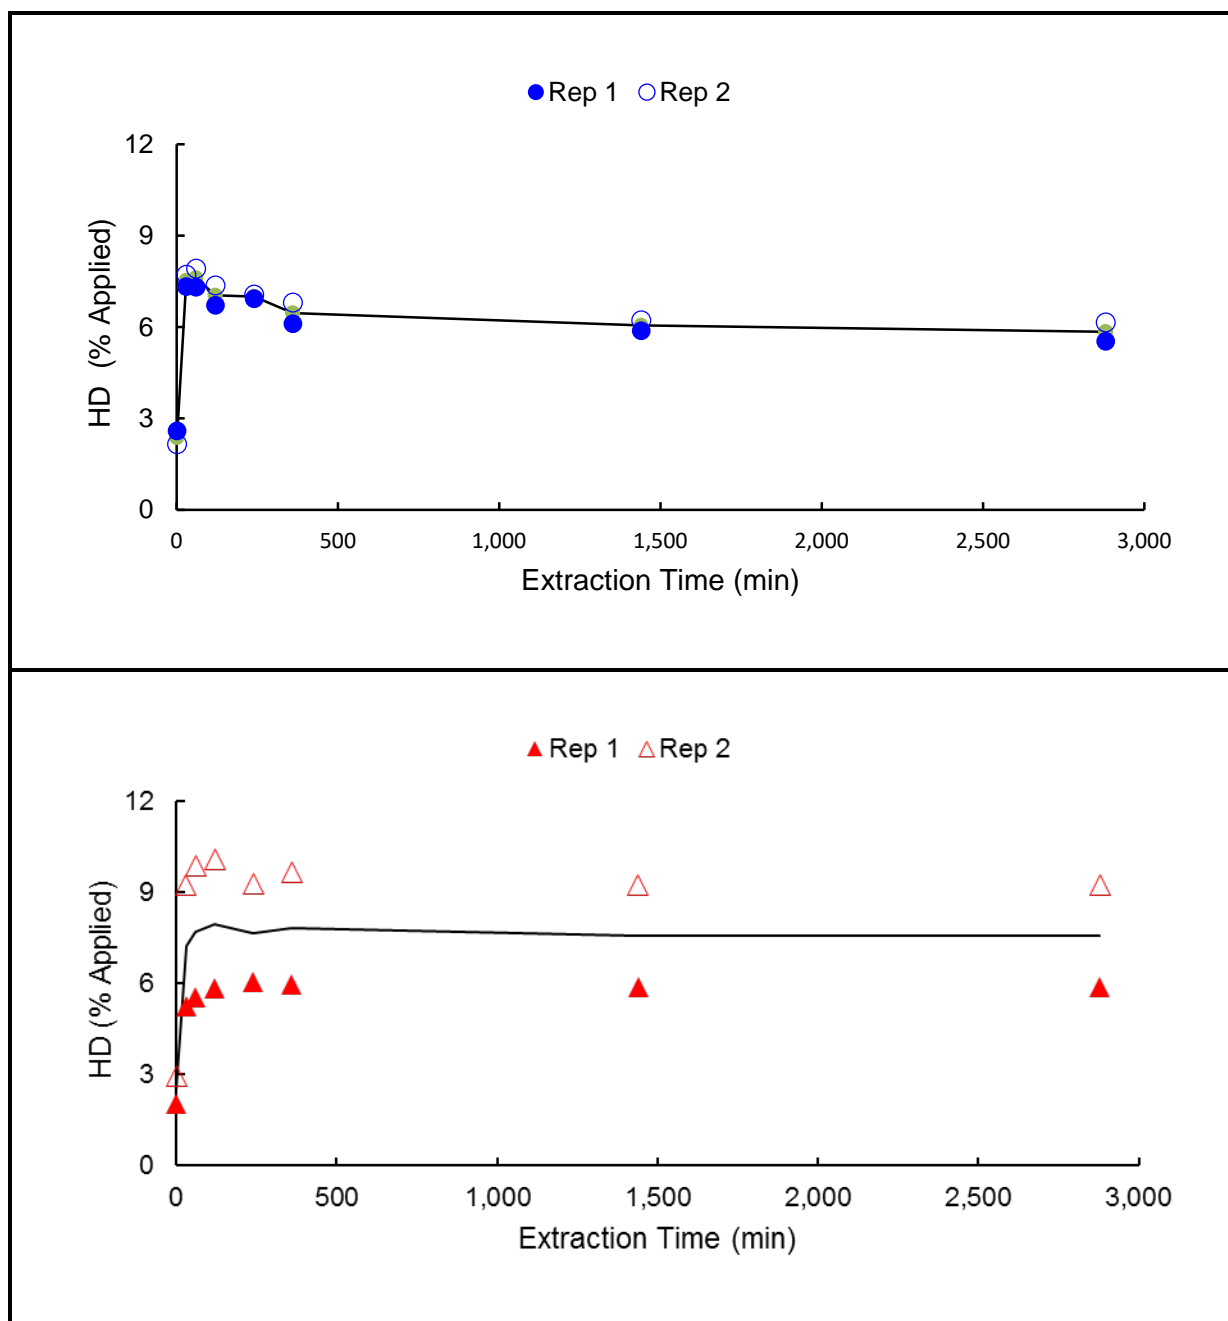 Rep 1 Rep 2
12
9
6
3
0
HD (% Applied)
0 500 1,000 1,500 2,000 2,500 3,000
Extraction Time (min)
Rep 1 Rep 2
12
9
6
3
0
HD (% Applied)
0 500 1,000 1,500 2,000 2,500 3,000
Extraction Time (min)